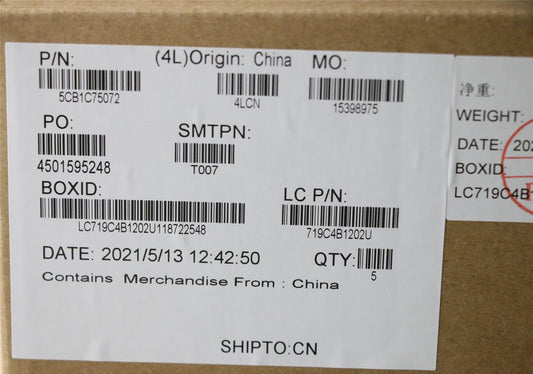 P/N: (4L)Origin: China MO:
5CB1C75072 4LCN 15398975
PO: SMTPN:
4501595248 T007
BOXID: LC P/N:
LC719C4B1202U118722548 719C4B1202U
DATE: 2021/5/13 12:42:50 QTY:
5
Contains Merchandise From : China
SHIPTO:CN
净重:
WEIGHT:
DATE: 202
BOXID:
LC719C4B